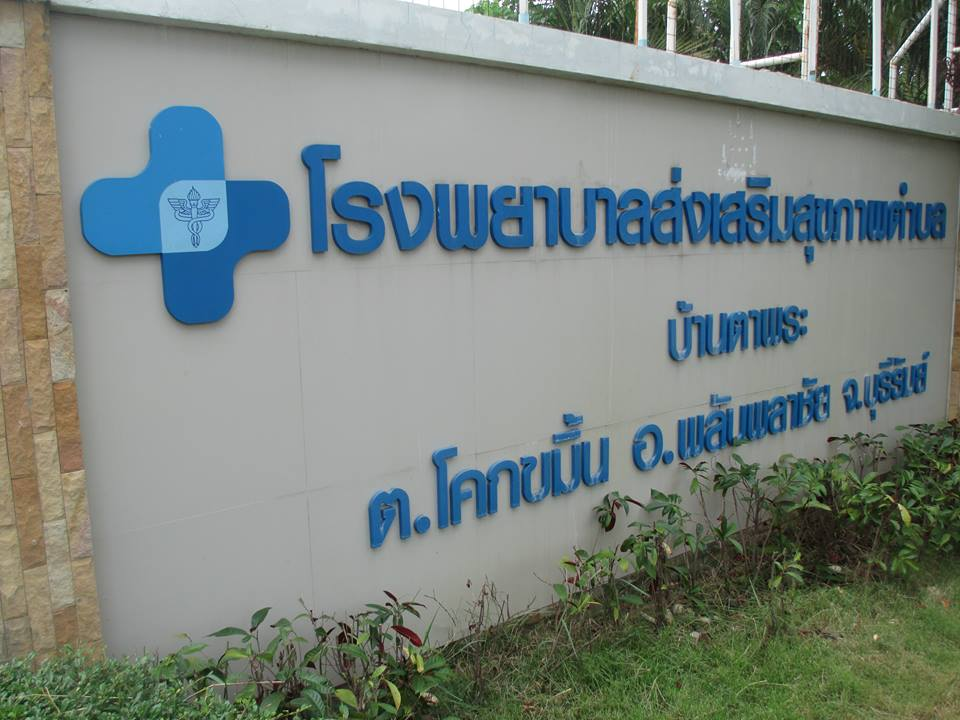 โรงพยาบาลส่งเสริมสุขภาพตำบล
บ้านตาพระ
ต.โคกขมิ้น อ.พลับพลาชัย จ.บุรีรัมย์